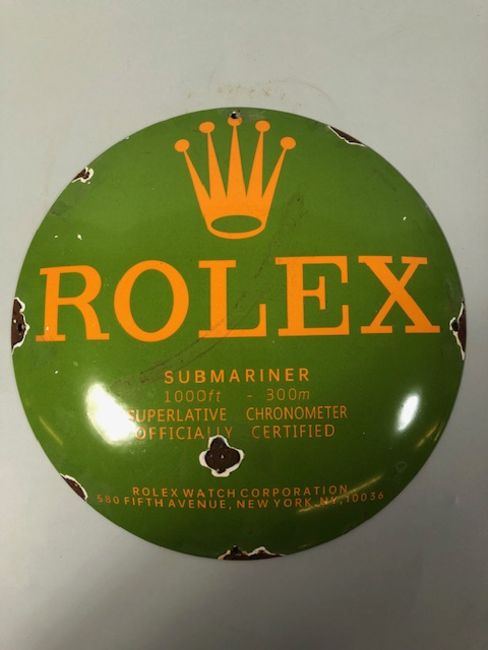 ROLEX
SUBMARINER
1000ft - 300m
SUPERLATIVE CHRONOMETER
OFFICIALLY CERTIFIED
ROLEX WATCH CORPORATION
580 FIFTH AVENUE, NEW YORK, NY, 10036